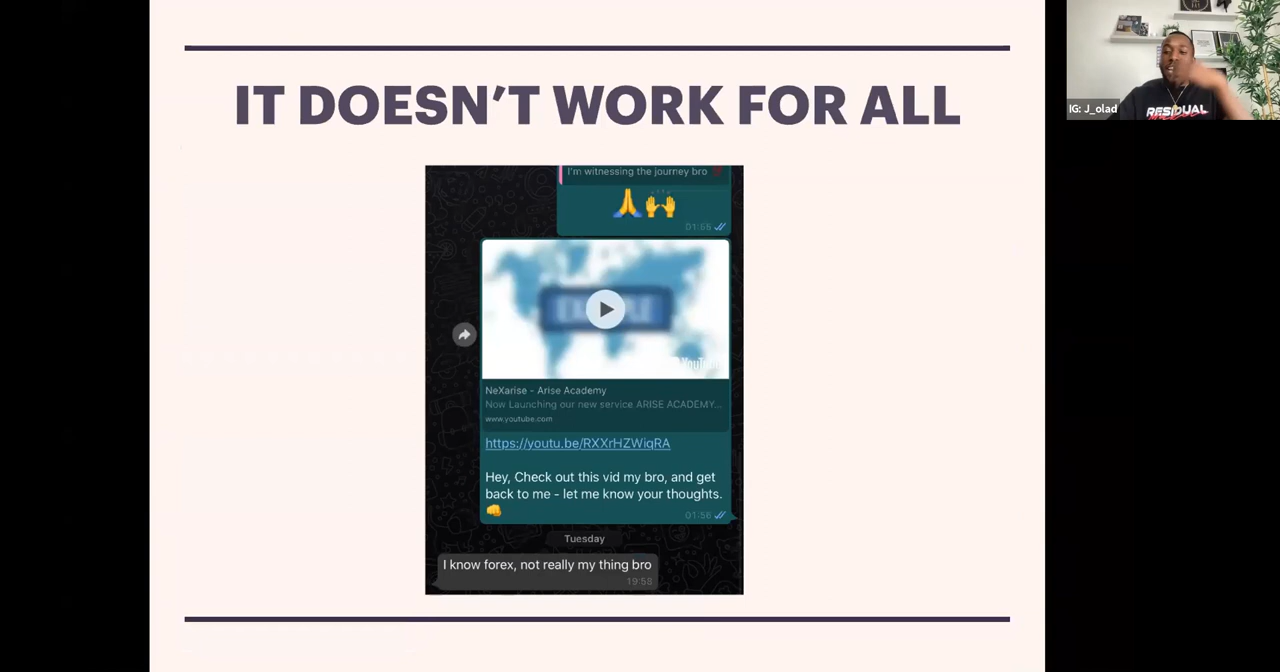 IT DOESN'T WORK FOR ALL
IG: J_olad
RESIDUAL
I'm witnessing the journey bro
01:55
YouTube
NeXarise - Arise Academy
Now Launching our new service ARISE ACADEMY...
www.youtube.com
https://youtu.be/RXXrHZWiqRA
Hey, Check out this vid my bro, and get
back to me - let me know your thoughts.
01:56
Tuesday
I know forex, not really my thing bro
19:58